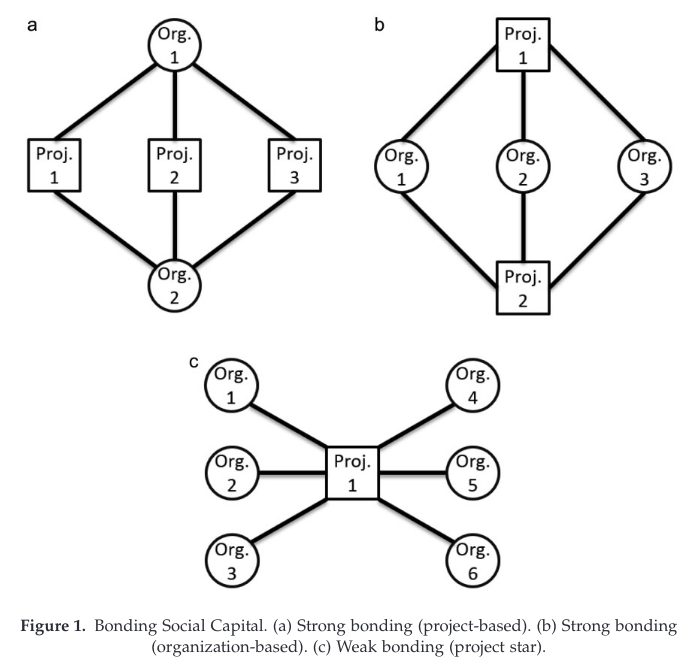 a
Org.
1
Proj.
1
Proj.
2
Proj.
3
Org.
2
b
Proj.
1
Org.
1
Org.
2
Org.
3
Proj.
2
c
Org.
1
Org.
2
Org.
3
Proj.
1
Org.
4
Org.
5
Org.
6
Figure 1. Bonding Social Capital. (a) Strong bonding (project-based). (b) Strong bonding
(organization-based). (c) Weak bonding (project star).